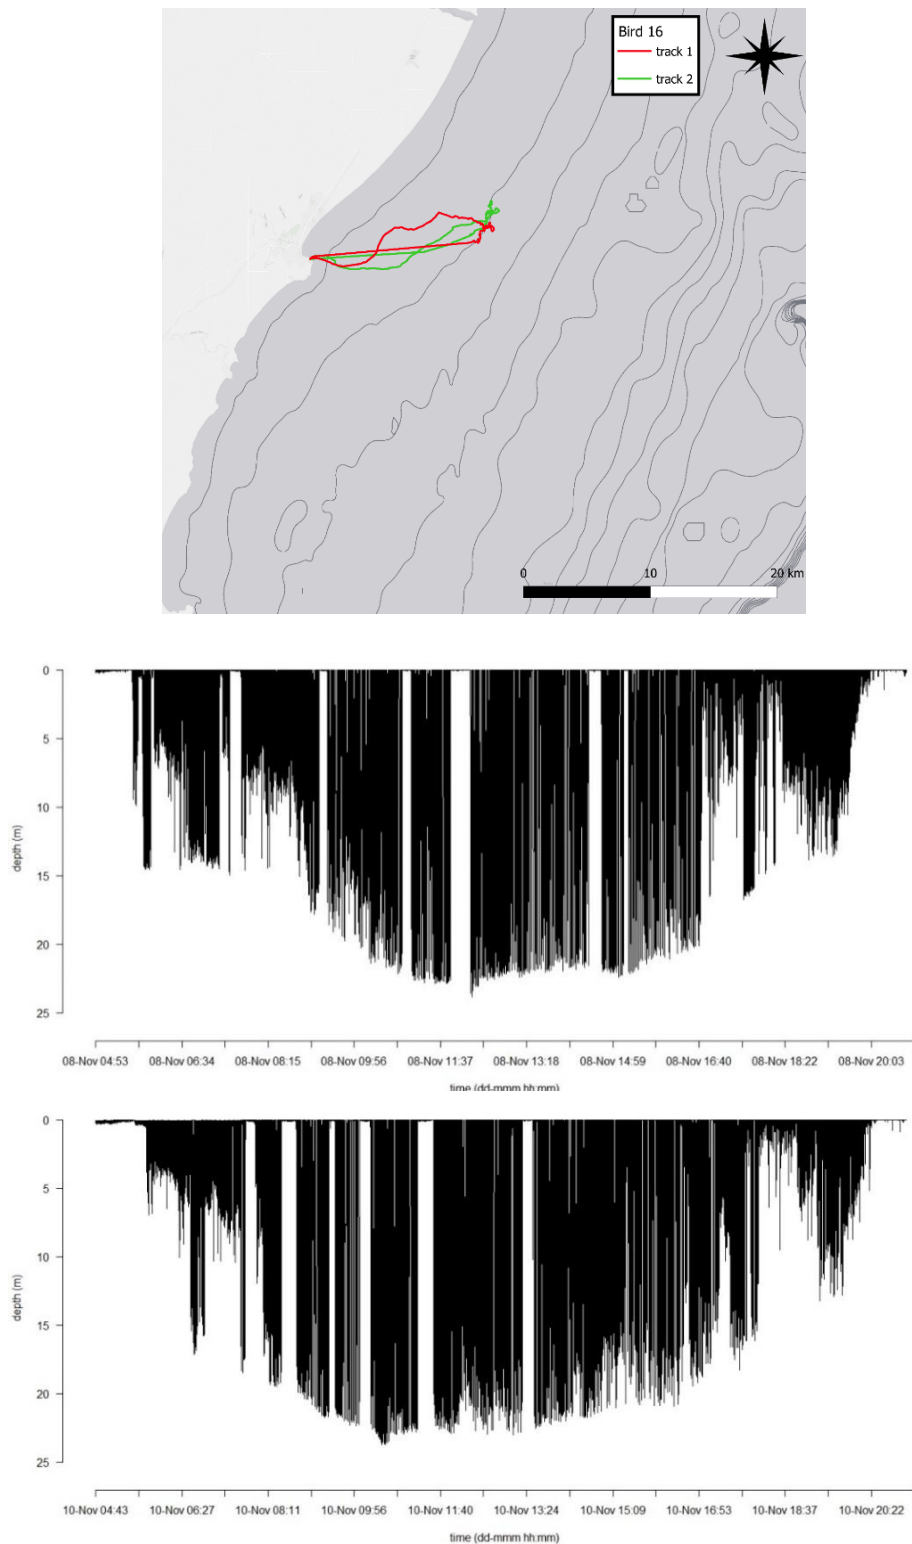 Bird 16
track 1
track 2
0 10 20 km
0
5
10
15
20
25
depth (m)
08-Nov 04:53 08-Nov 06:34 08-Nov 08:15 08-Nov 09:56 08-Nov 11:37 08-Nov 13:18 08-Nov 14:59 08-Nov 16:40 08-Nov 18:22 08-Nov 20:03
time (dd-mmm hh:mm)
0
5
10
15
20
25
depth (m)
10-Nov 04:43 10-Nov 06:27 10-Nov 08:11 10-Nov 09:56 10-Nov 11:40 10-Nov 13:24 10-Nov 15:09 10-Nov 16:53 10-Nov 18:37 10-Nov 20:22
time (dd-mmm hh:mm)